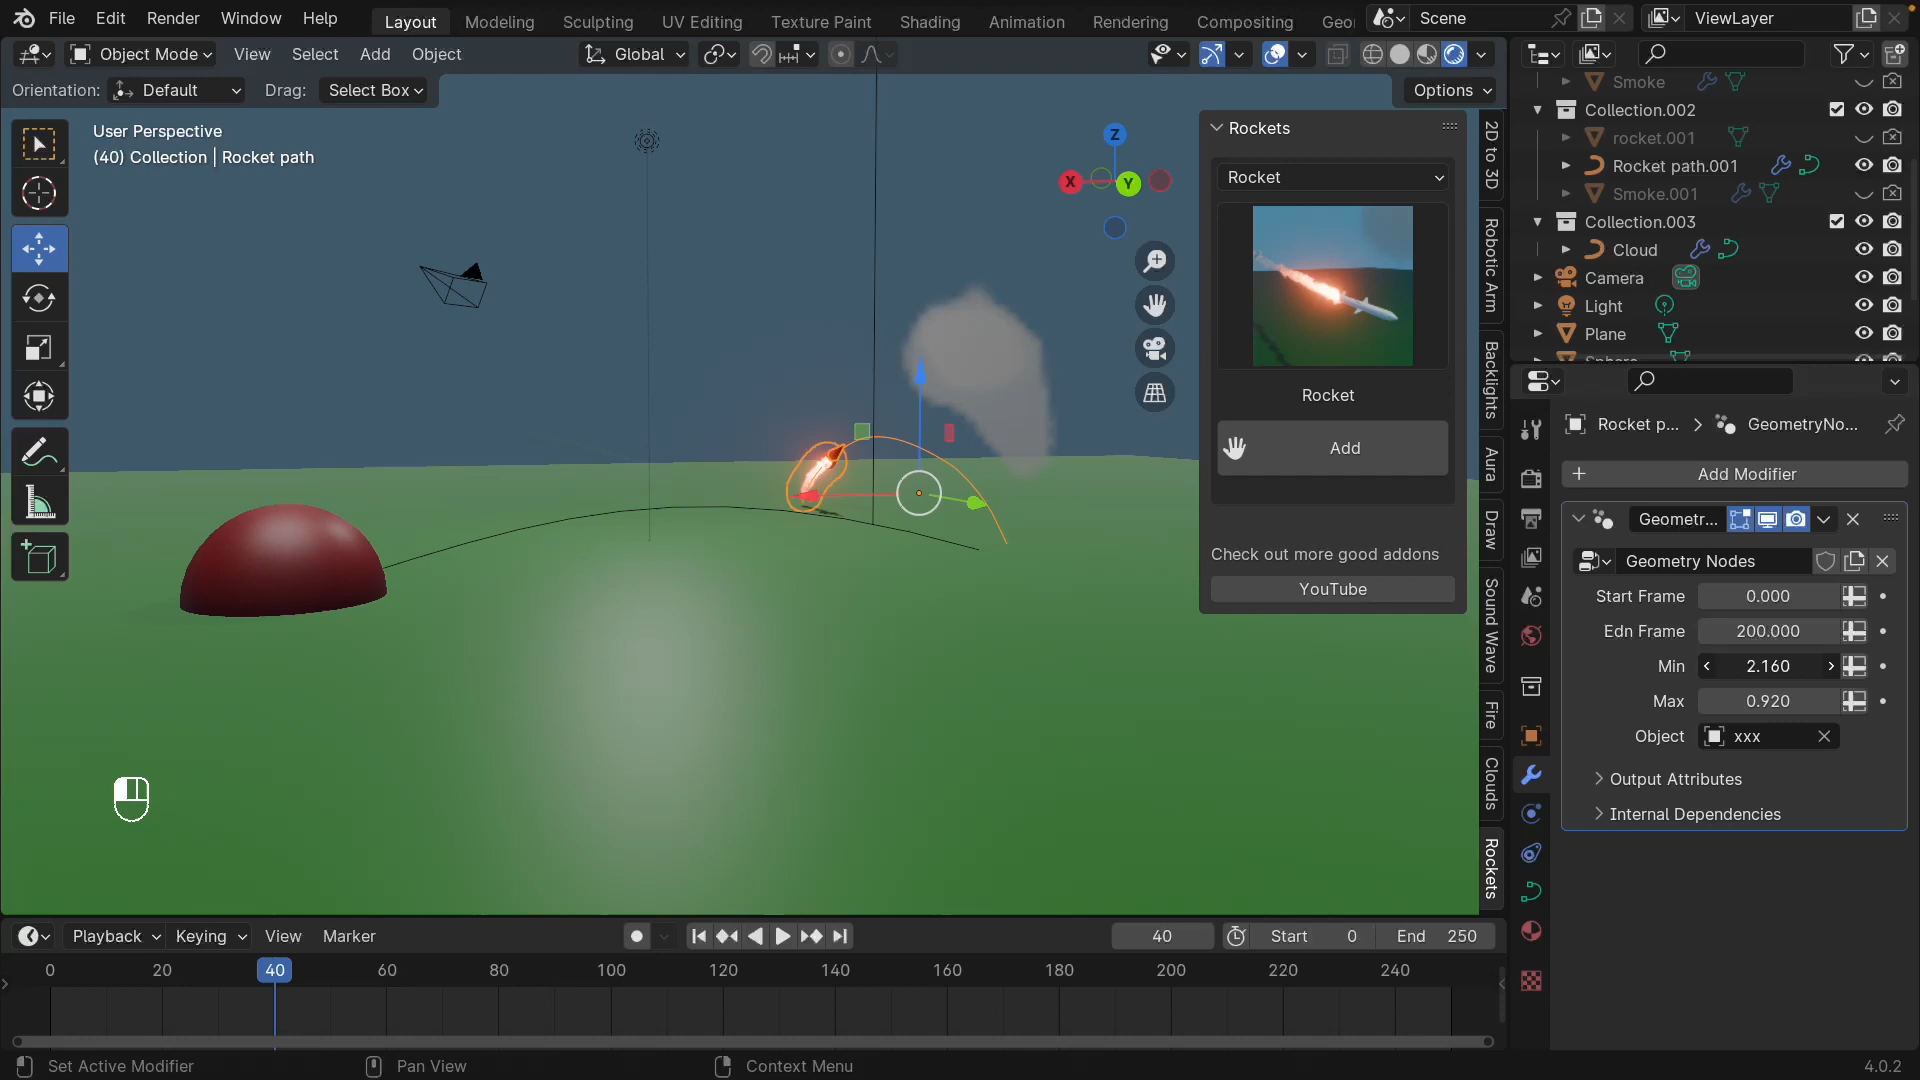 File Edit Render Window Help Layout Modeling Sculpting UV Editing Texture Paint Shading Animation Rendering Compositing Geor Scene ViewLayer
Object Mode View Select Add Object Global
Orientation: Default Drag: Select Box Options
User Perspective
(40) Collection | Rocket path
Z
X
Y
Rockets
Rocket
Rocket
Add
Check out more good addons
YouTube
2D to 3D
Robotic Arm
Backlights
Aura
Draw
Sound Wave
Fire
Clouds
Rockets
Smoke
Collection.002
rocket.001
Rocket path.001
Smoke.001
Collection.003
Cloud
Camera
Light
Plane
Sphere
Rocket p... GeometryNo...
Add Modifier
Geometr...
Geometry Nodes
Start Frame 0.000
Edn Frame 200.000
Min 2.160
Max 0.920
Object xxx
Output Attributes
Internal Dependencies
Playback Keying View Marker 40 Start 0 End 250
0 20 40 60 80 100 120 140 160 180 200 220 240
Set Active Modifier Pan View Context Menu 4.0.2